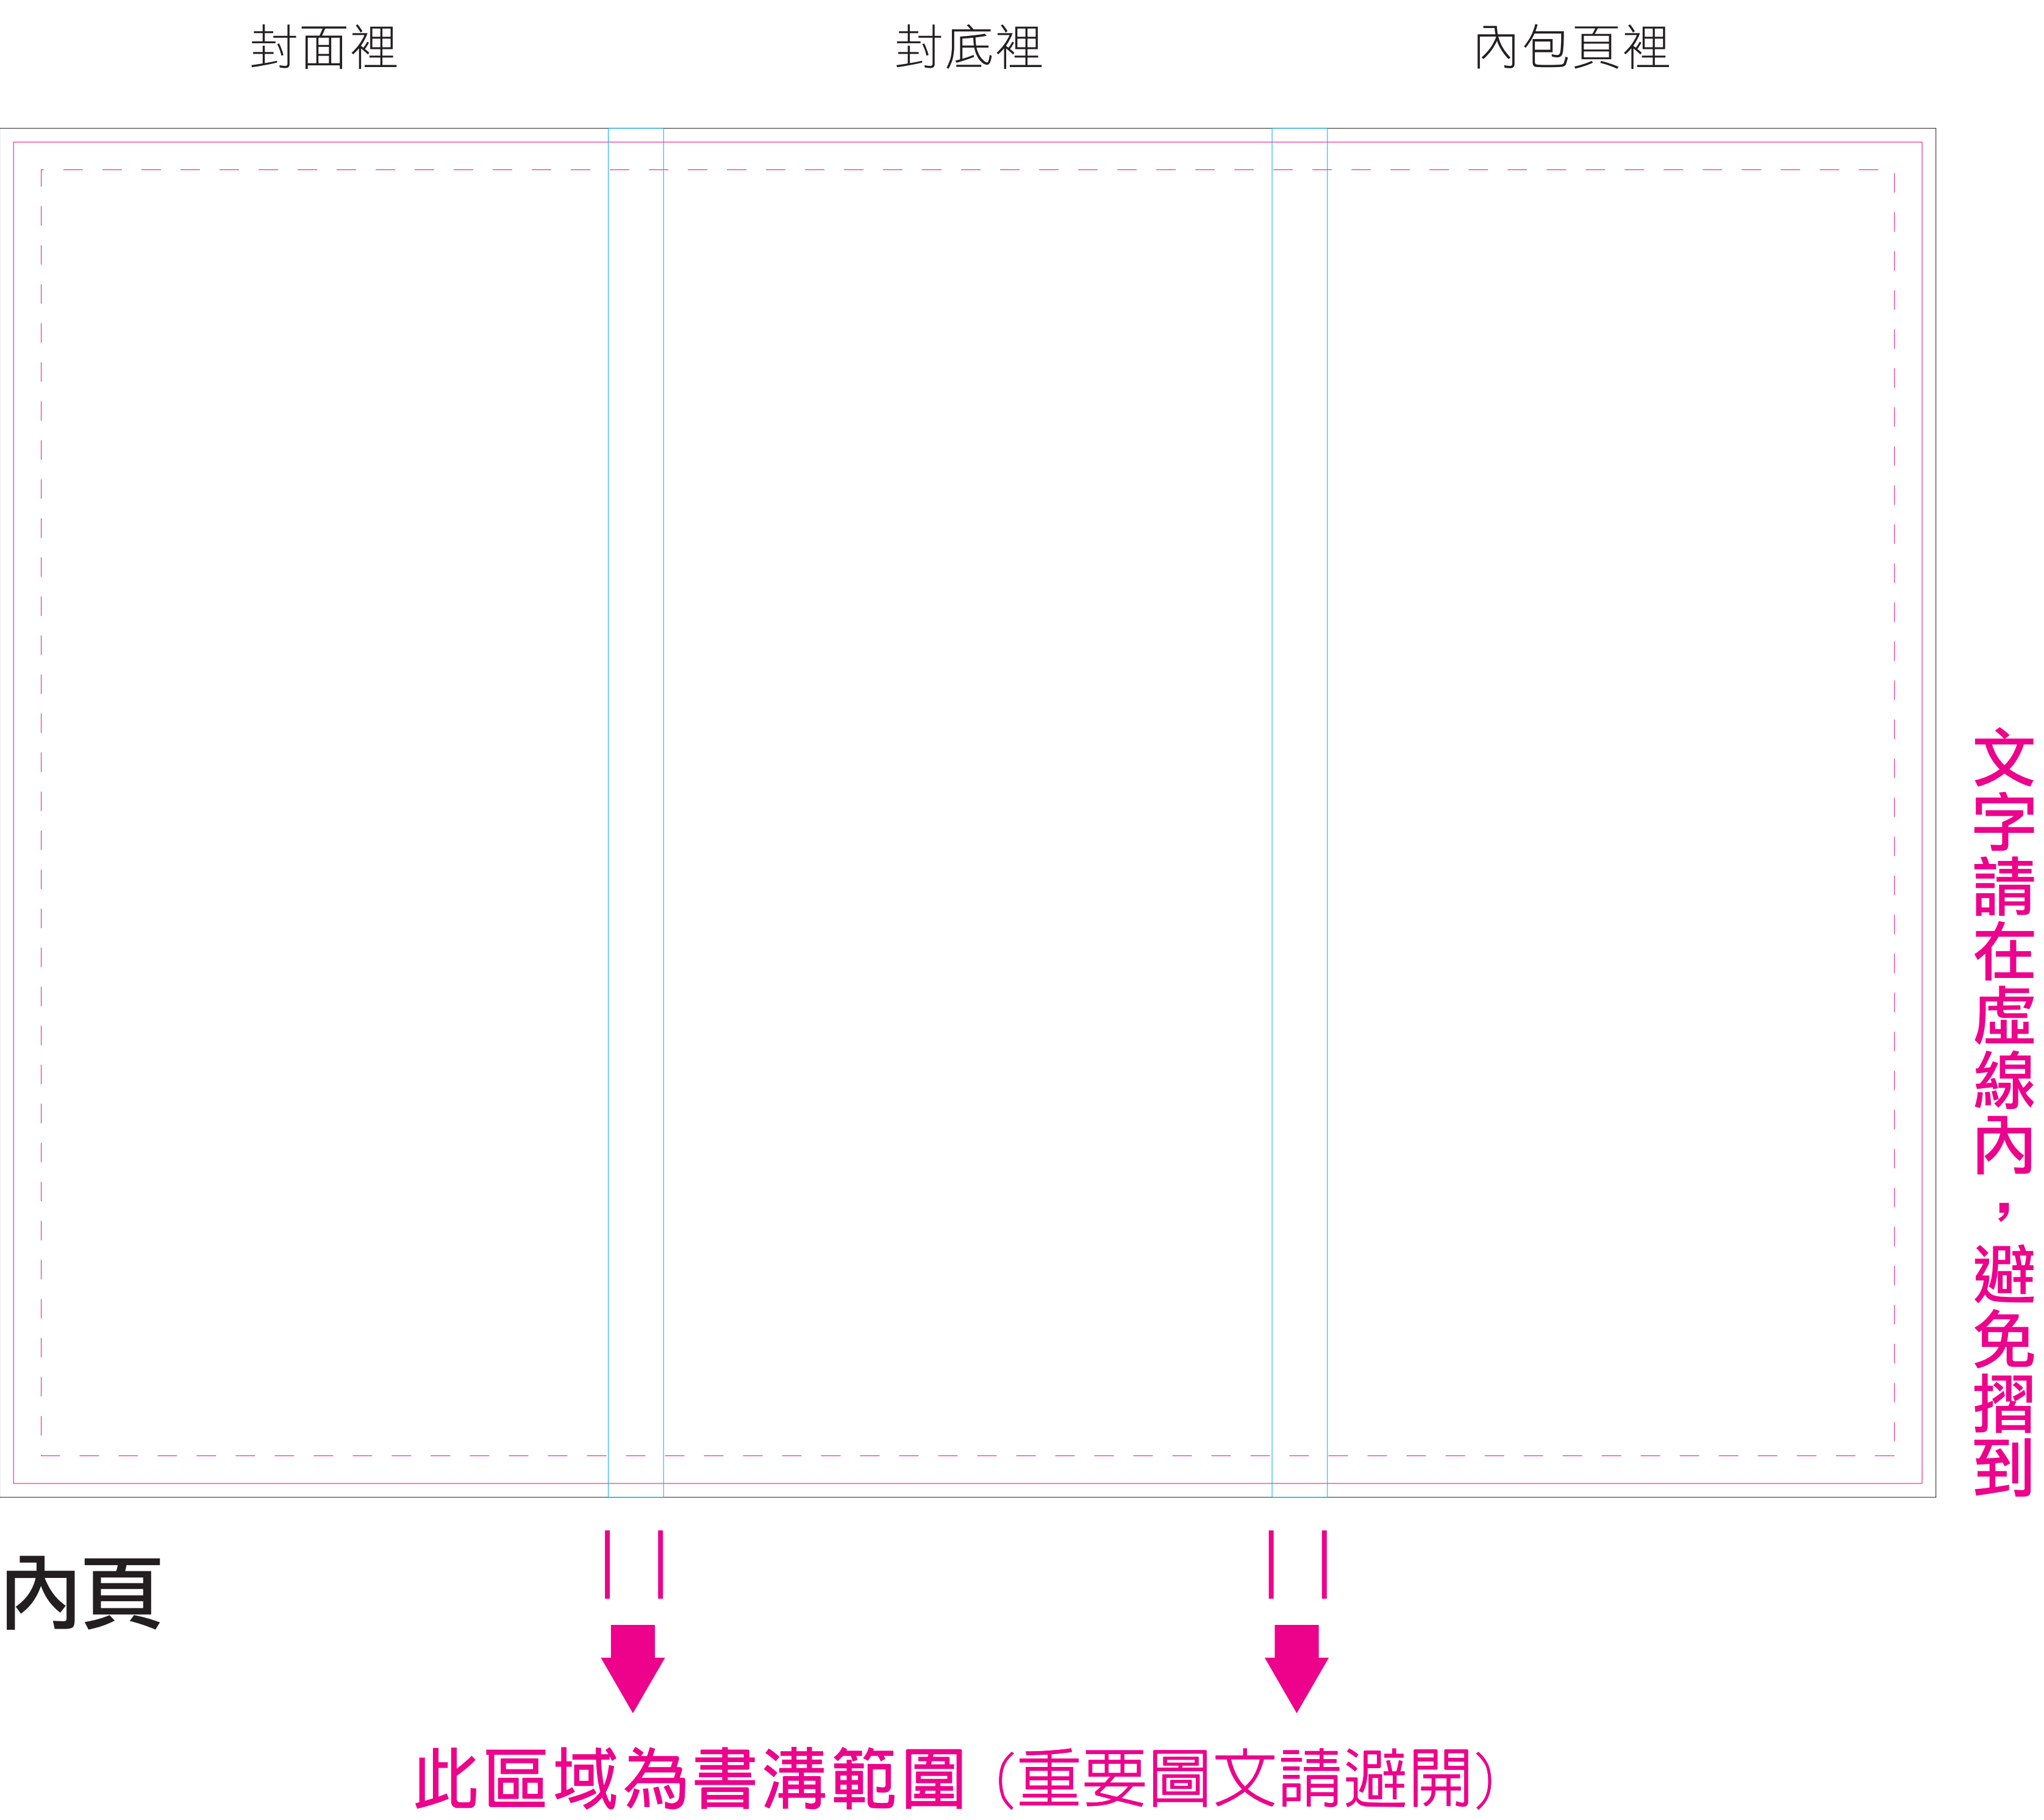 封面裡
封底裡
內包頁裡
文字請在虛線內，避免摺到
內頁
此區域為書溝範圍（重要圖文請避開）